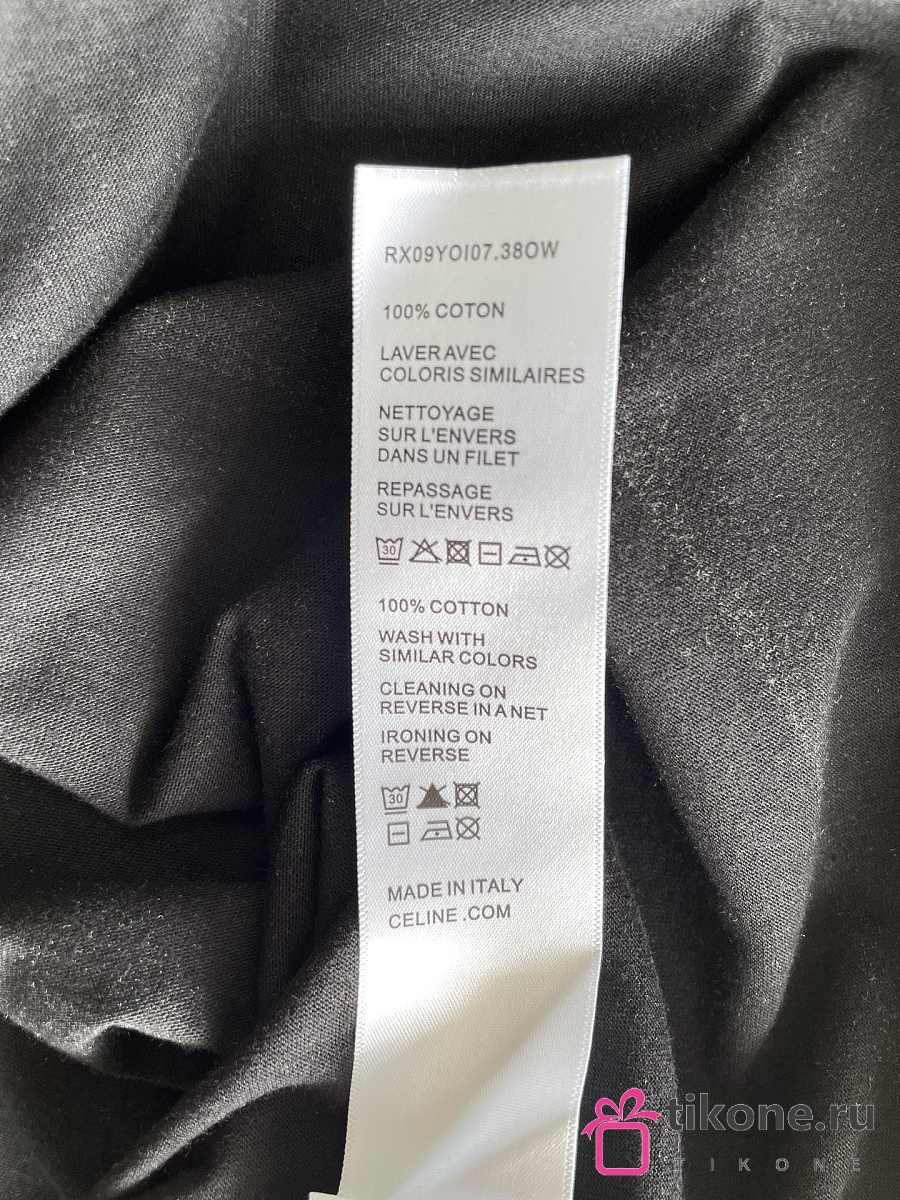 RX09YOI07.38OW
100% COTON
LAVER AVEC
COLORIS SIMILAIRES
NETTOYAGE
SUR L'ENVERS
DANS UN FILET
REPASSAGE
SUR L'ENVERS
30
100% COTTON
WASH WITH
SIMILAR COLORS
CLEANING ON
REVERSE IN A NET
IRONING ON
REVERSE
30
MADE IN ITALY
CELINE .COM
tikone.ru
TIKONE